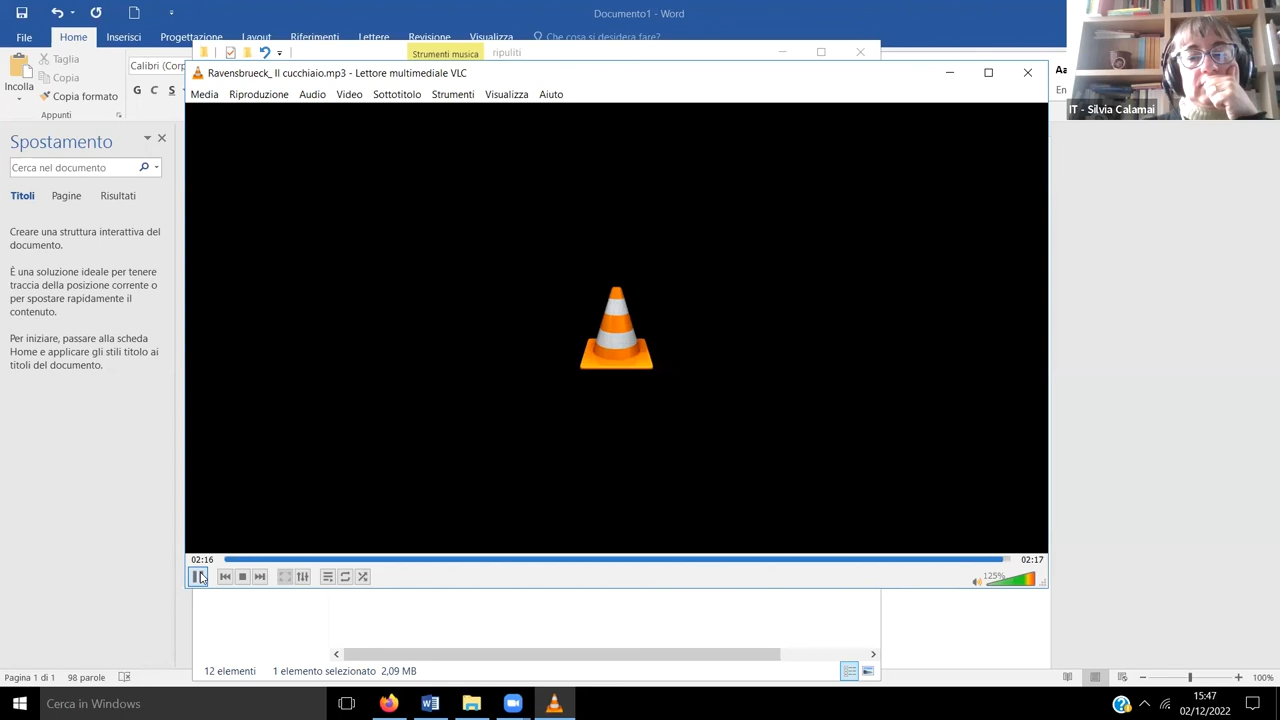 Documento1 - Word
File Home Inserisci Progettazione Layout Riferimenti Lettere Revisione Visualizza Che cosa si desidera fare?
Strumenti musica ripuliti
Incolla
Taglia
Copia
Copia formato
Calibri (Corp
G C S
Appunti
Aa
IT - Silvia Calamai
Ravensbrueck_ Il cucchiaio.mp3 - Lettore multimediale VLC
Media Riproduzione Audio Video Sottotitolo Strumenti Visualizza Aiuto
Spostamento
Cerca nel documento
Titoli Pagine Risultati
Creare una struttura interattiva del
documento.
È una soluzione ideale per tenere
traccia della posizione corrente o
per spostare rapidamente il
contenuto.
Per iniziare, passare alla scheda
Home e applicare gli stili titolo ai
titoli del documento.
02:16 02:17
125%
12 elementi 1 elemento selezionato 2,09 MB
Pagina 1 di 1 98 parole 100%
Cerca in Windows
15:47
02/12/2022